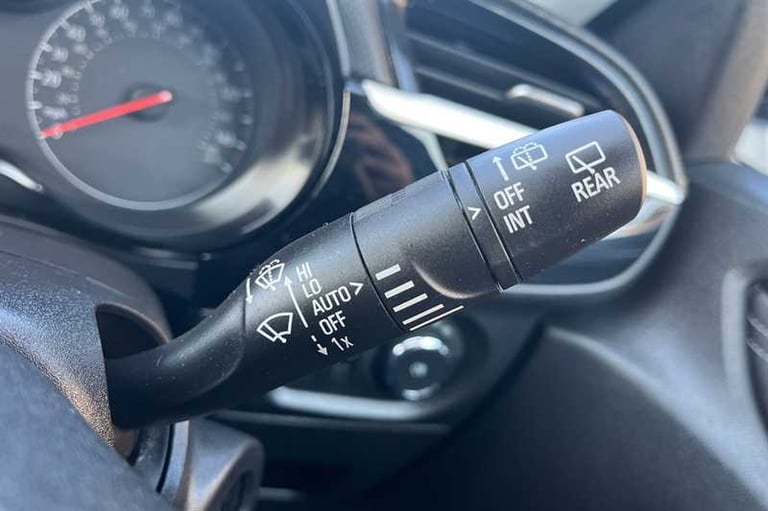 HI
LO
AUTO
OFF
1x
OFF
INT
REAR